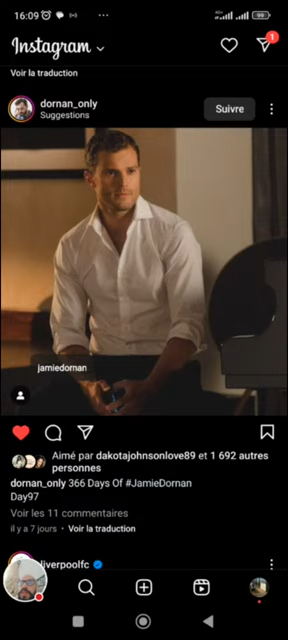 16:09
99
Instagram
1
Voir la traduction
dornan_only
Suggestions
Suivre
jamiedornan
Aimé par dakotajohnsonlove89 et 1 692 autres
personnes
dornan_only 366 Days Of #JamieDornan
Day97
Voir les 11 commentaires
il y a 7 jours • Voir la traduction
liverpoolfc